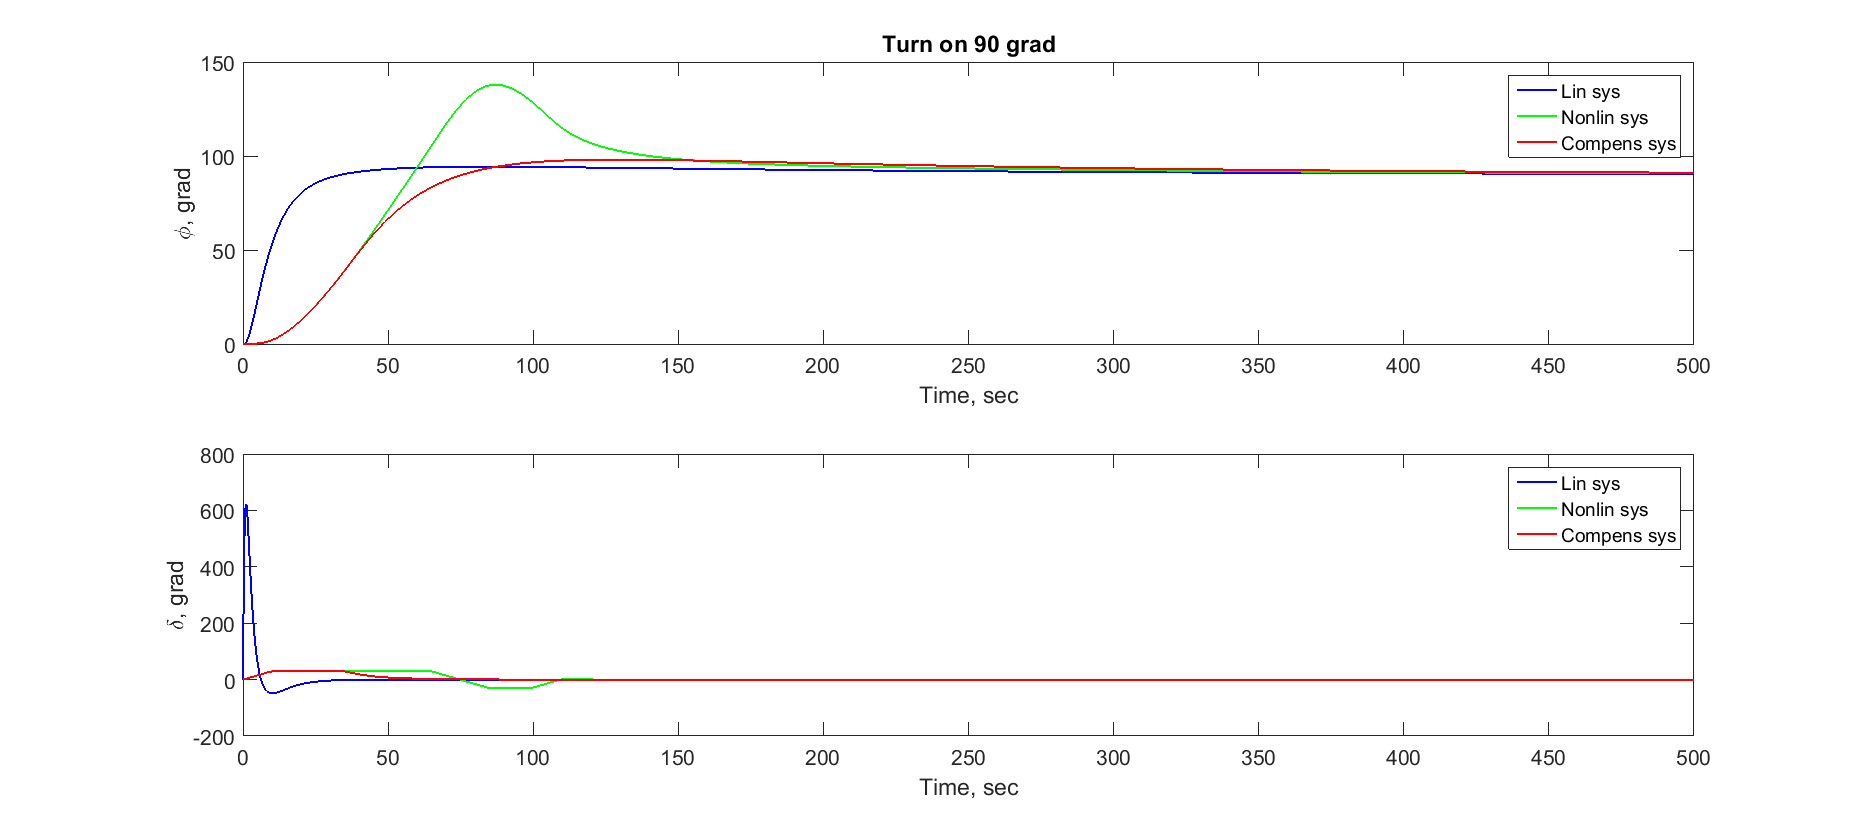 Turn on 90 grad
150
100
50
0
ϕ, grad
Lin sys
Nonlin sys
Compens sys
0 50 100 150 200 250 300 350 400 450 500
Time, sec
800
600
400
200
0
-200
δ, grad
Lin sys
Nonlin sys
Compens sys
0 50 100 150 200 250 300 350 400 450 500
Time, sec